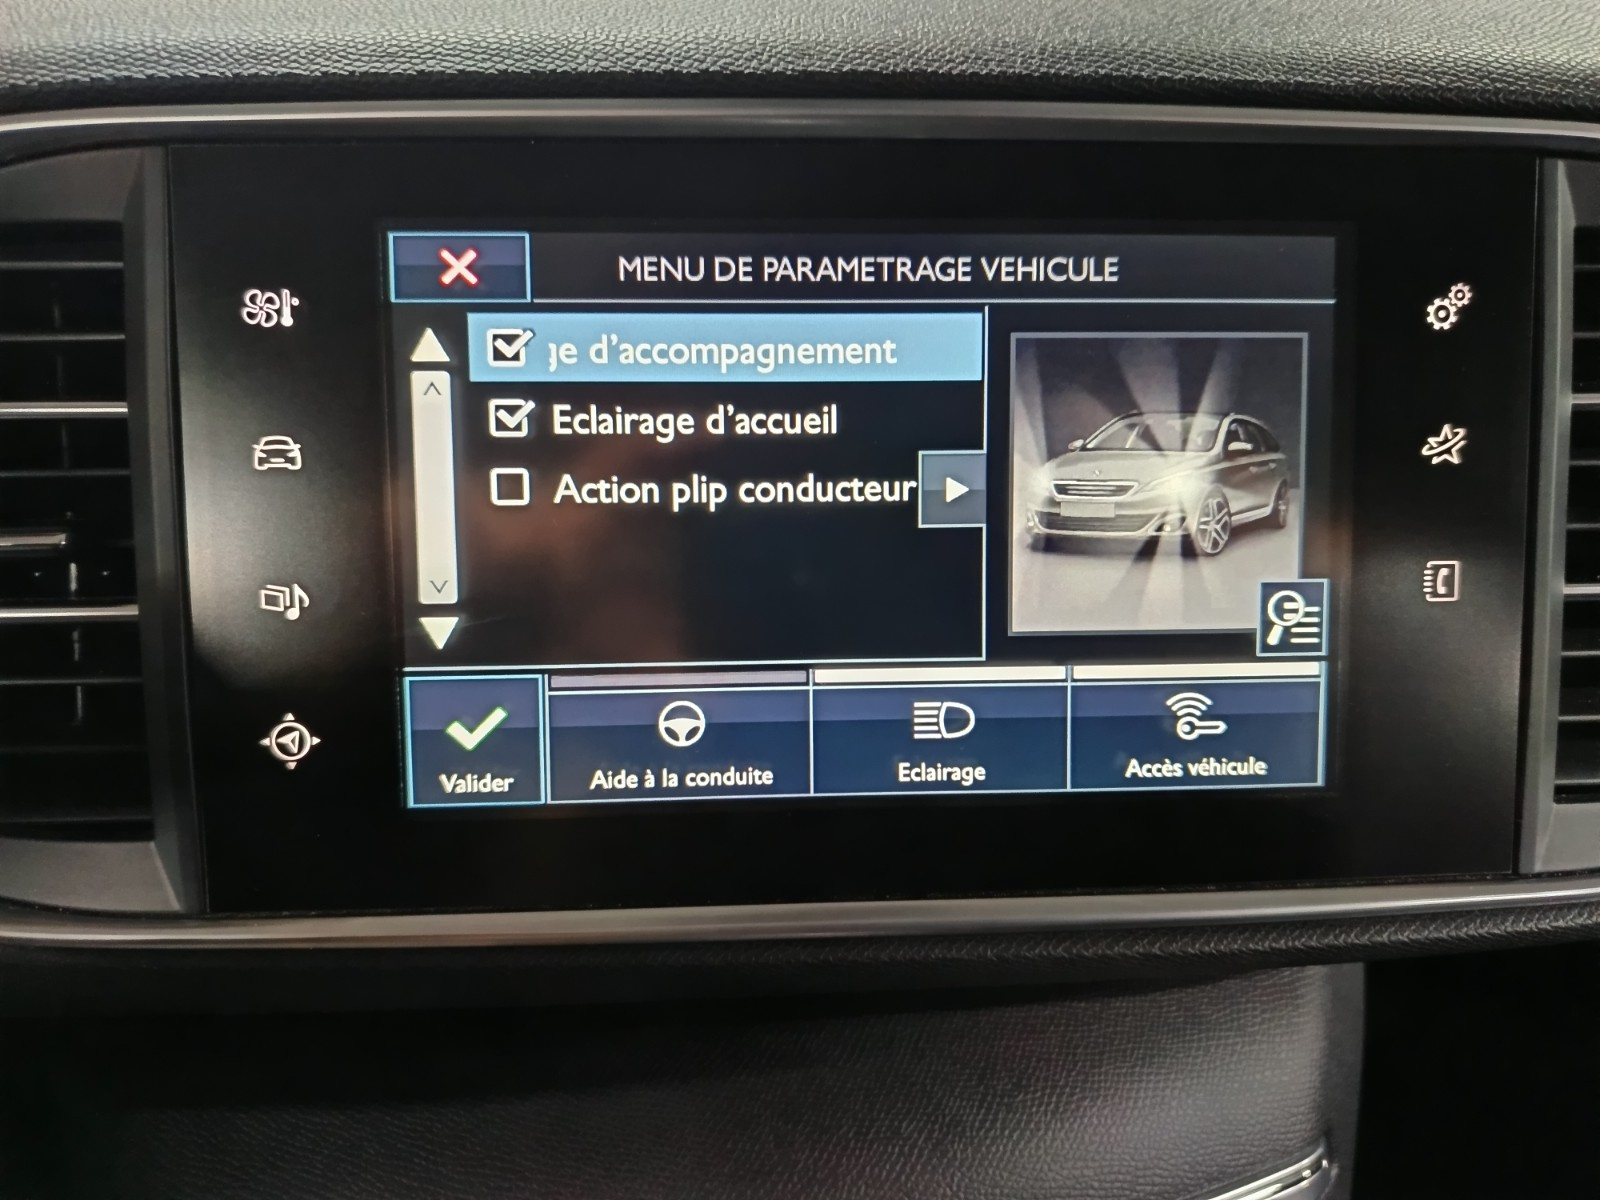 MENU DE PARAMETRAGE VEHICULE
ge d'accompagnement
Eclairage d'accueil
Action plip conducteur
Valider
Aide à la conduite
Eclairage
Accès véhicule